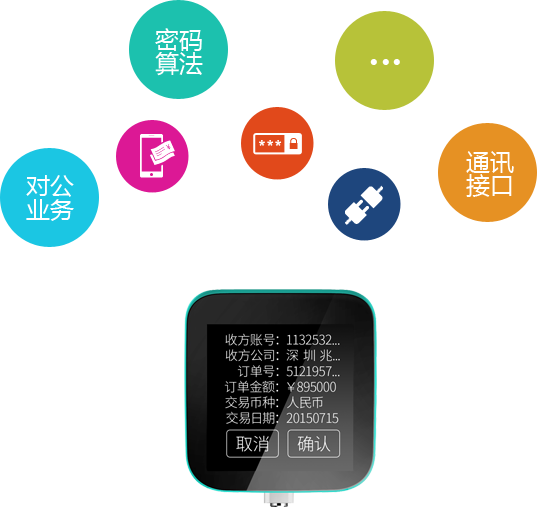 密码
算法
...
***
对公
业务
通讯
接口
收方账号：1132532...
收方公司：深 圳 兆...
订单号：5121957...
订单金额：￥895000
交易币种：人民币
交易日期：20150715
取消 确认